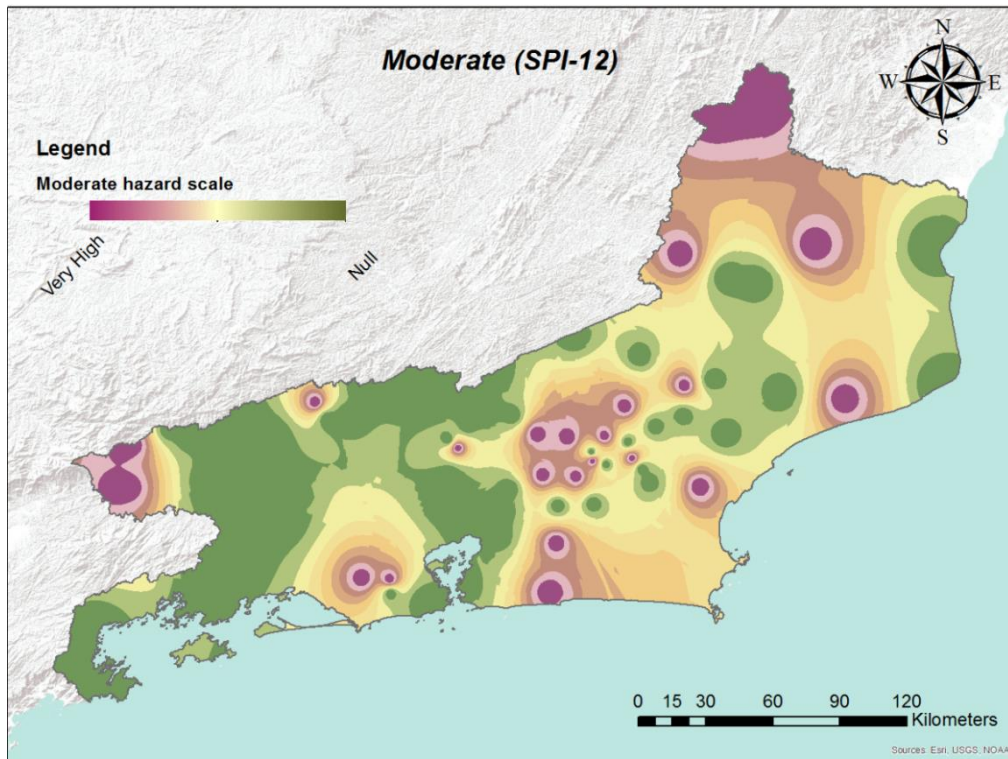 Moderate (SPI-12)
N
W E
S
Legend
Moderate hazard scale
Very High
Null
0 15 30 60 90 120
Kilometers
Sources: Esri, USGS, NOAA